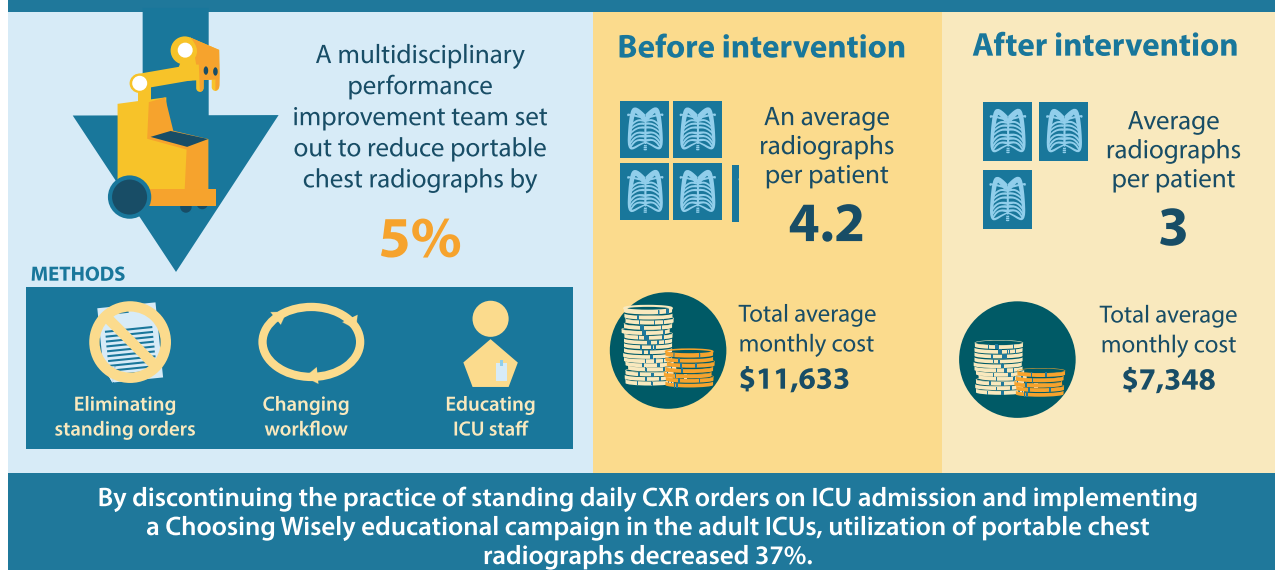 A multidisciplinary
performance
improvement team set
out to reduce portable
chest radiographs by
5%
METHODS
Eliminating
standing orders
Changing
workflow
Educating
ICU staff
Before intervention
An average
radiographs
per patient
4.2
Total average
monthly cost
$11,633
After intervention
Average
radiographs
per patient
3
Total average
monthly cost
$7,348
By discontinuing the practice of standing daily CXR orders on ICU admission and implementing
a Choosing Wisely educational campaign in the adult ICUs, utilization of portable chest
radiographs decreased 37%.